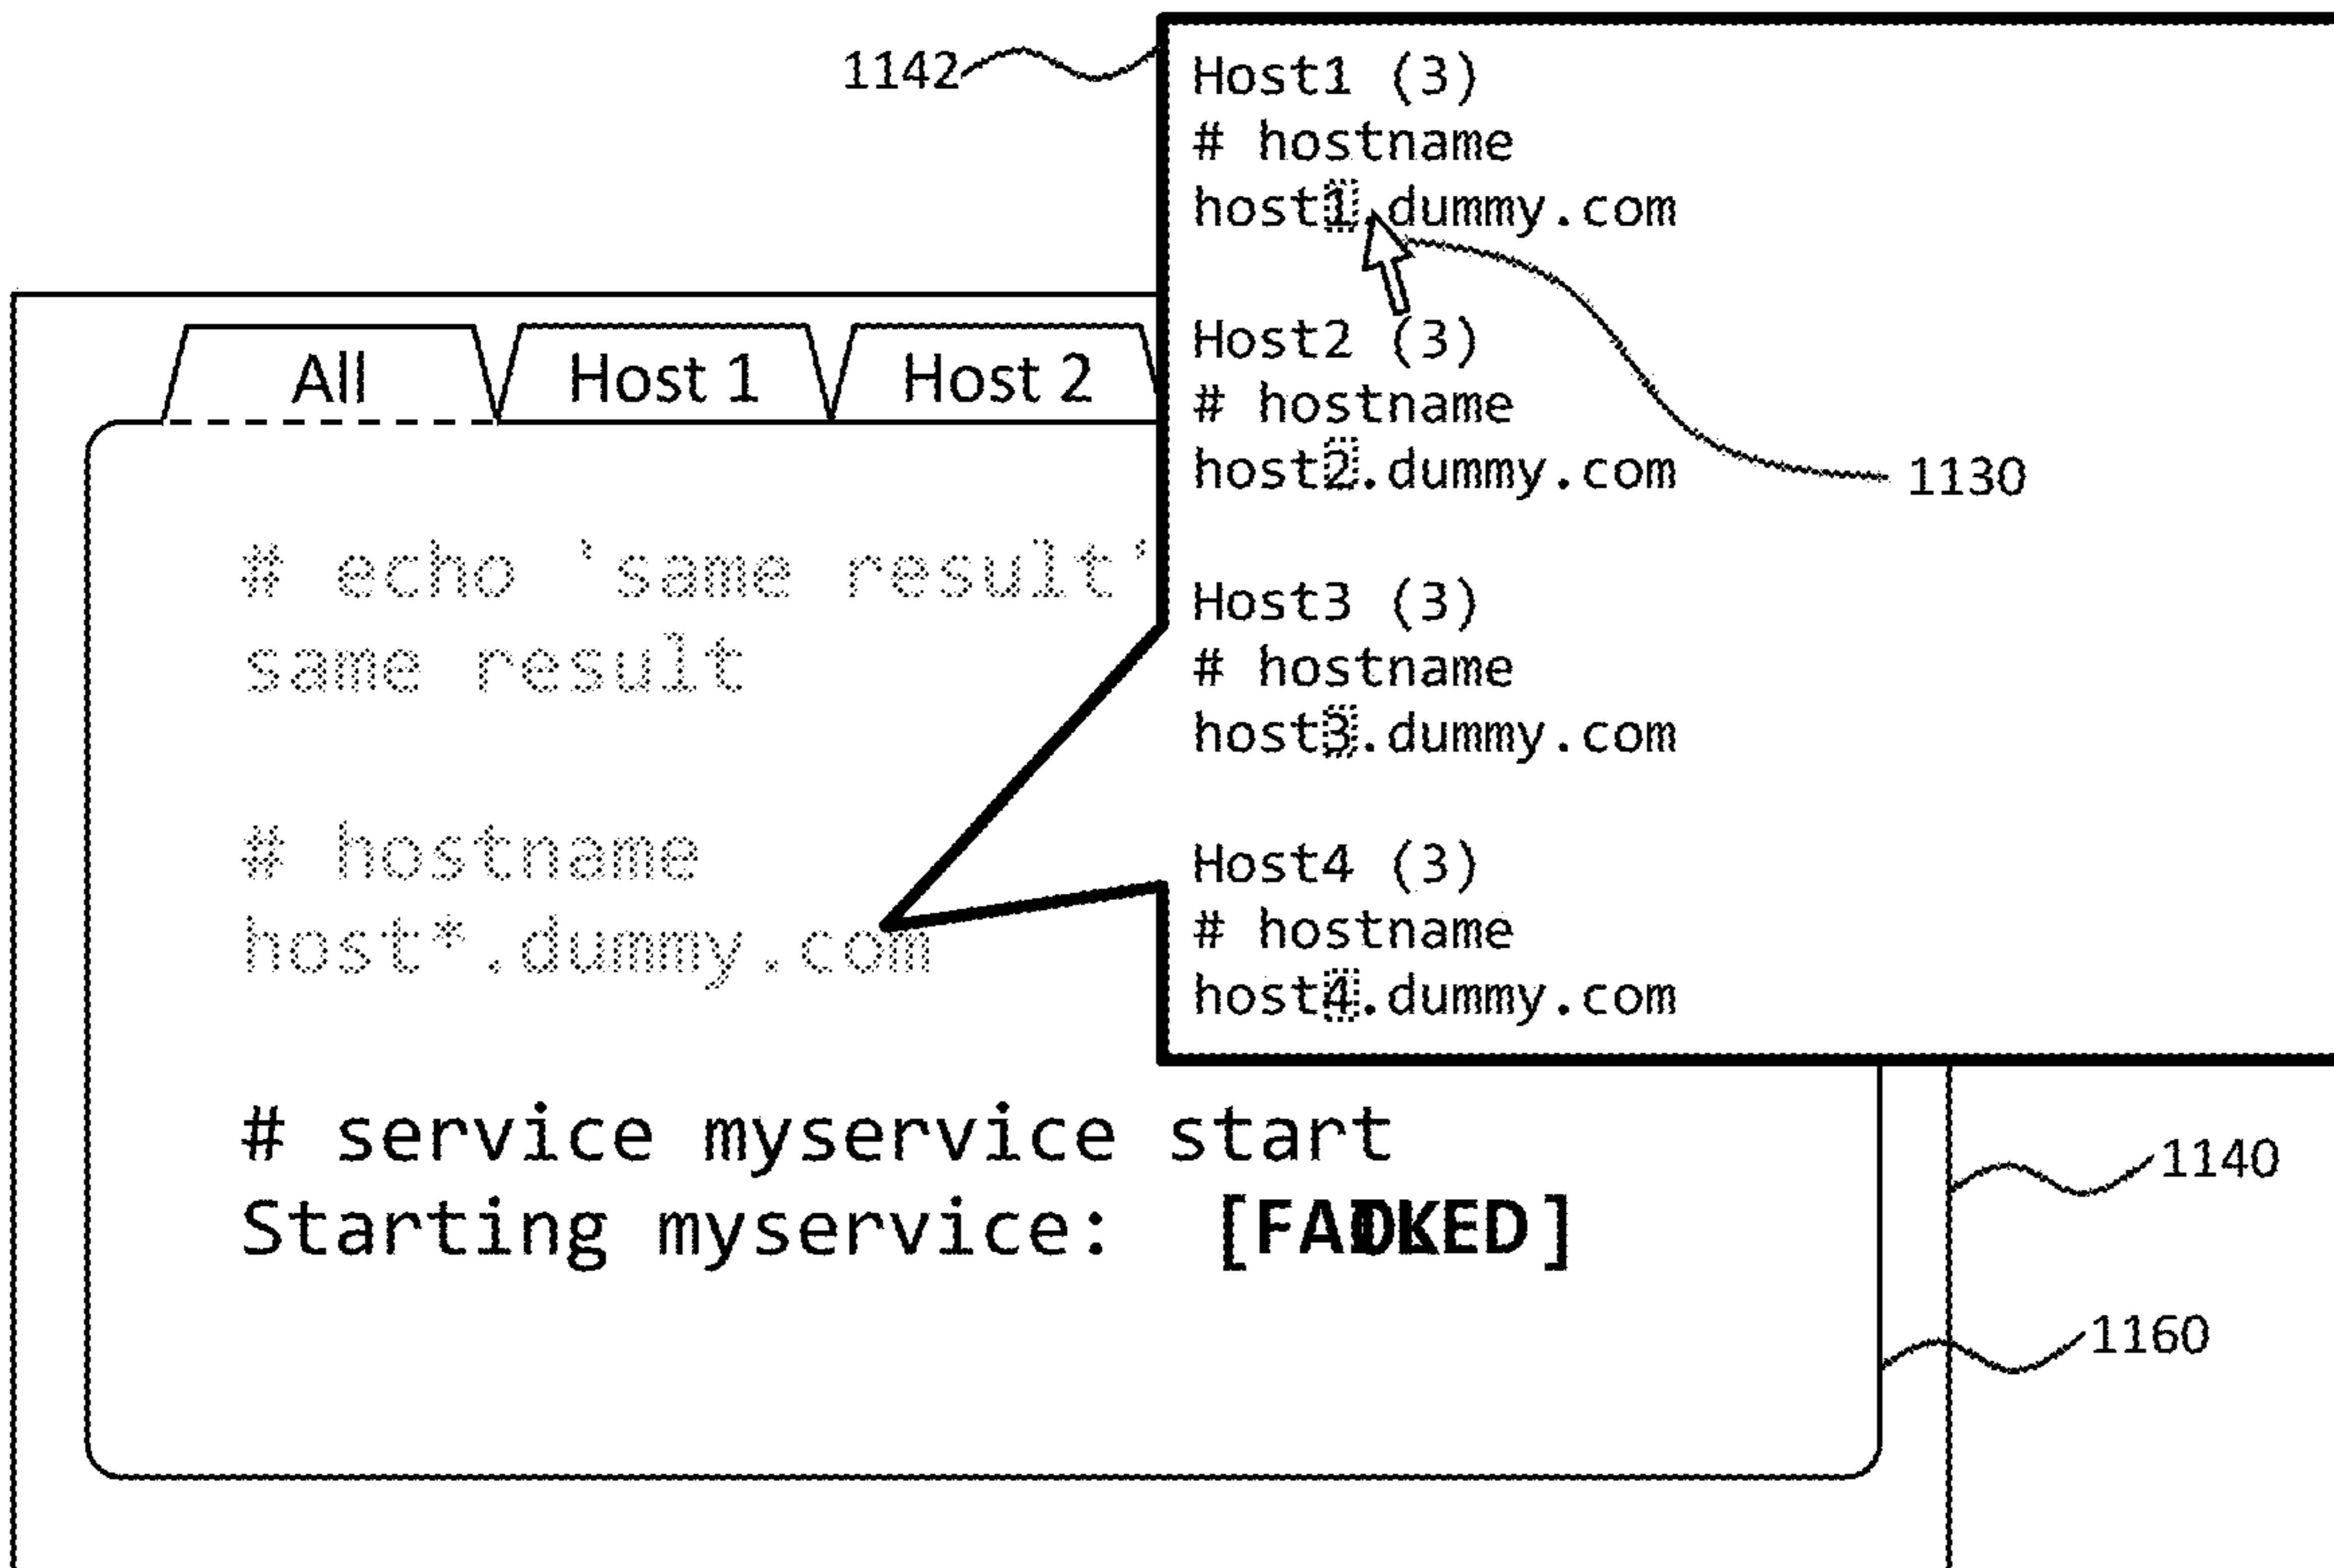 1142
Host1 (3)
# hostname
host1.dummy.com
Host2 (3)
# hostname
host2.dummy.com
1130
Host3 (3)
# hostname
host3.dummy.com
Host4 (3)
# hostname
host4.dummy.com
All
Host 1
Host 2
# echo 'same result'
same result
# hostname
host*.dummy.com
# service myservice start
Starting myservice:
1140
1160